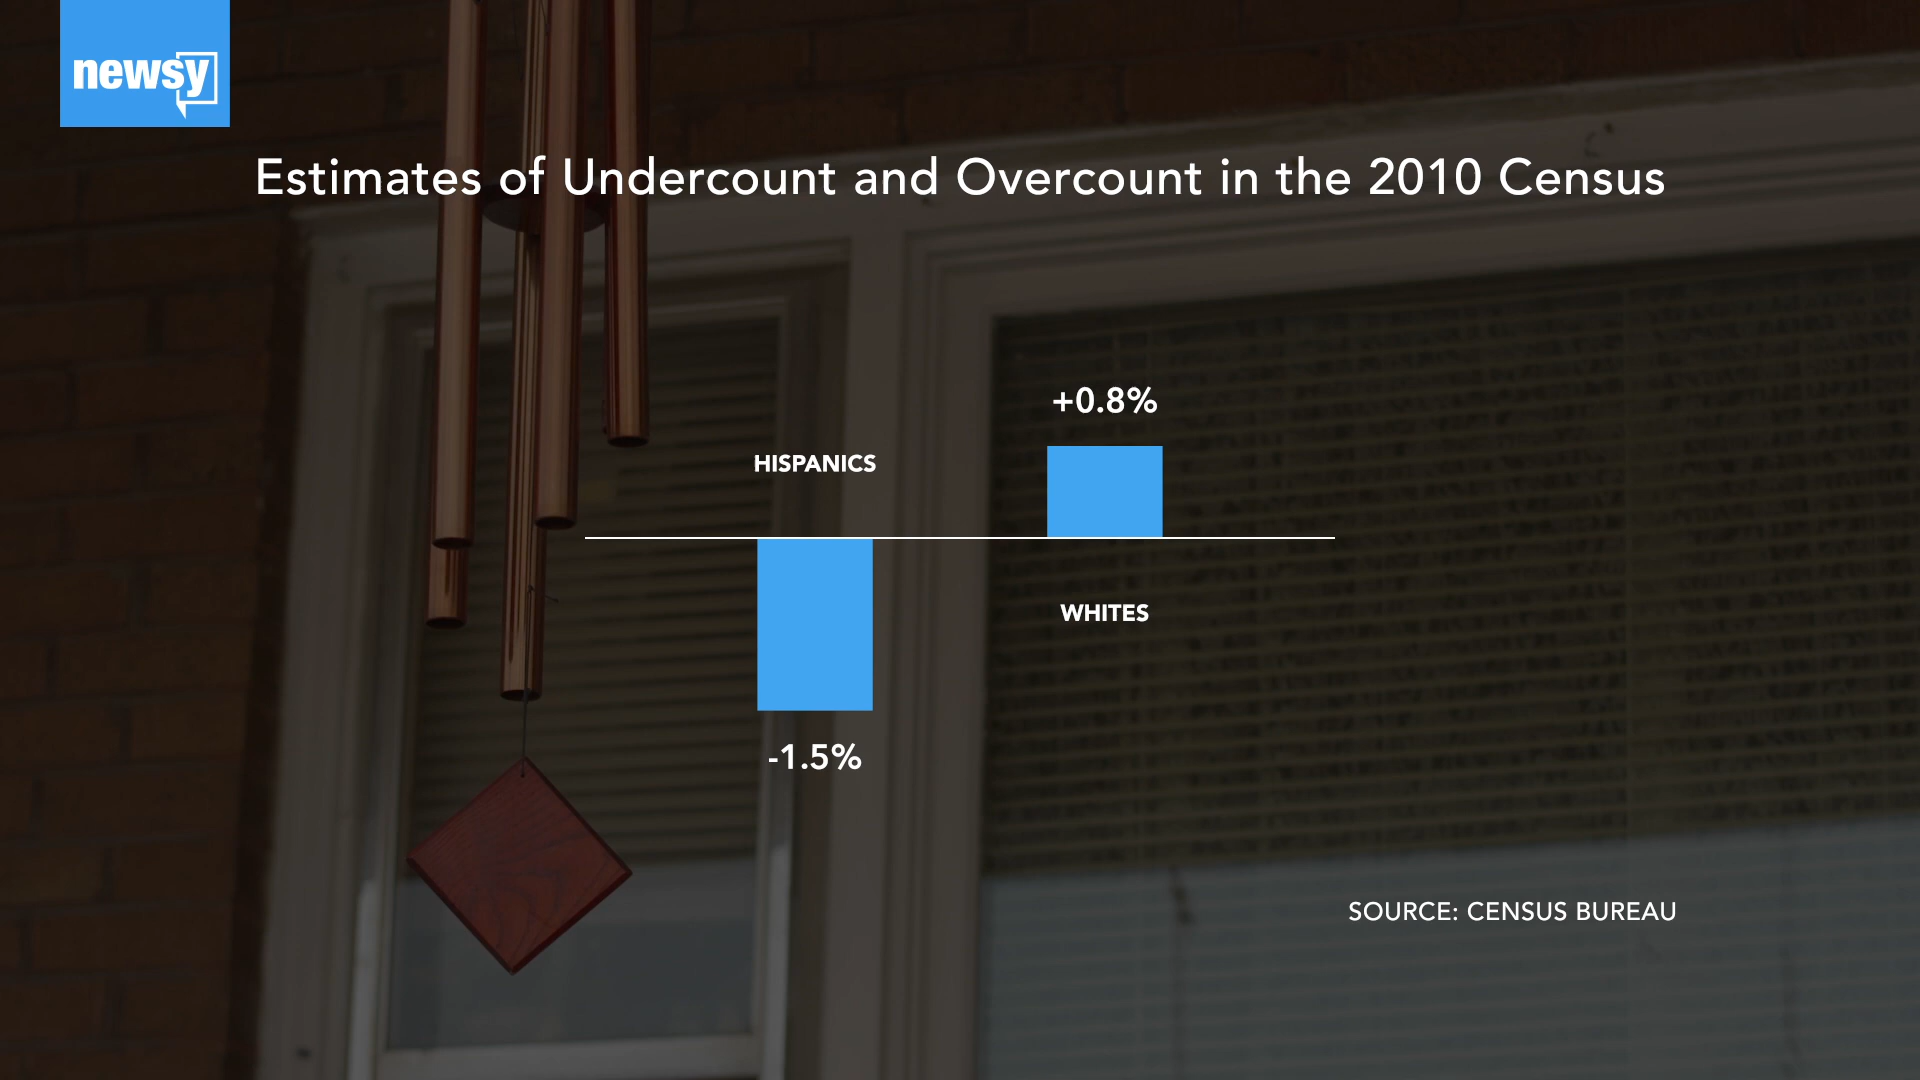 newsy
Estimates of Undercount and Overcount in the 2010 Census
+0.8%
HISPANICS
WHITES
-1.5%
SOURCE: CENSUS BUREAU